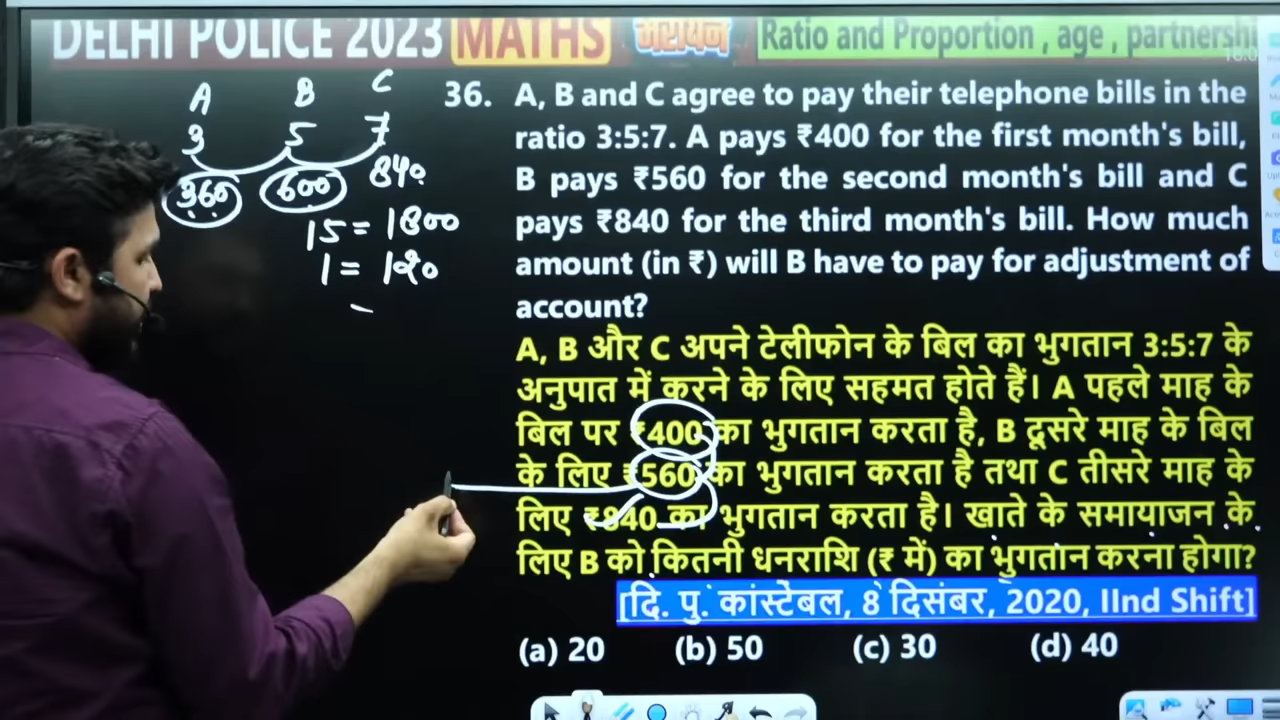 DELHI POLICE 2023 MATHS मैराथन Ratio and Proportion , age , partnershi
A B C
3 5 7
360 600 840
15 = 1800
1 = 120
36. A, B and C agree to pay their telephone bills in the
ratio 3:5:7. A pays ₹400 for the first month's bill,
B pays ₹560 for the second month's bill and C
pays ₹840 for the third month's bill. How much
amount (in ₹) will B have to pay for adjustment of
account?
A, B और C अपने टेलीफोन के बिल का भुगतान 3:5:7 के
अनुपात में करने के लिए सहमत होते हैं। A पहले माह के
बिल पर ₹400 का भुगतान करता है, B दूसरे माह के बिल
के लिए ₹560 का भुगतान करता है तथा C तीसरे माह के
लिए ₹840 का भुगतान करता है। खाते के समायाजन के
लिए B को कितनी धनराशि (₹ में) का भुगतान करना होगा?
[दि. पु. कांस्टेबल, 8 दिसंबर, 2020, IInd Shift]
(a) 20 (b) 50 (c) 30 (d) 40